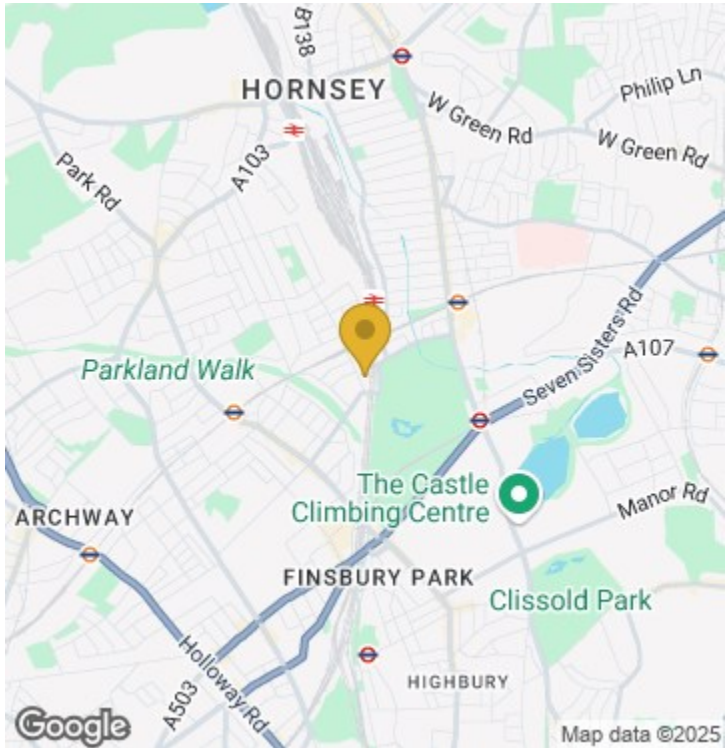 B138
HORNSEY
Philip Ln
W Green Rd
W Green Rd
A103
Park Rd
Seven Sisters Rd
A107
Parkland Walk
The Castle
Climbing Centre
Manor Rd
ARCHWAY
FINSBURY PARK
Clissold Park
Holloway Rd
A503
HIGHBURY
Google
Map data ©2025